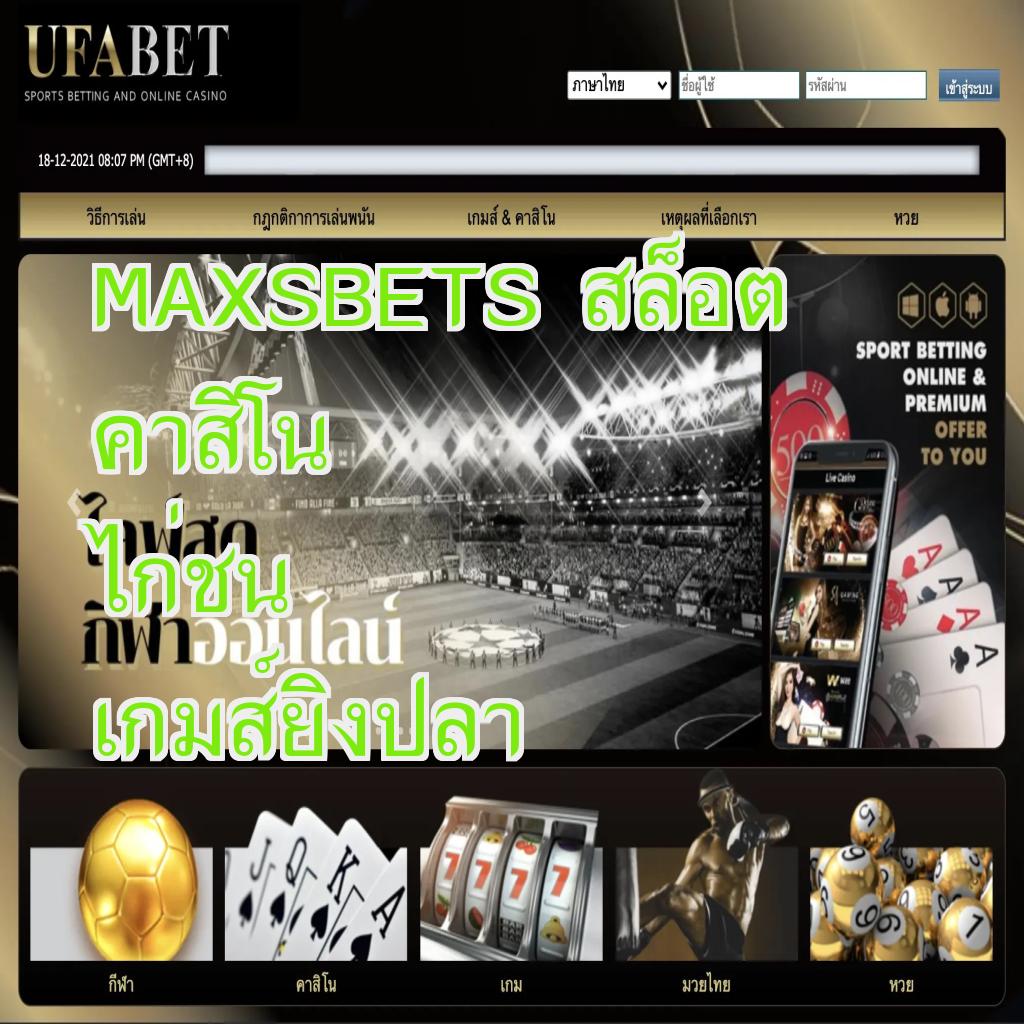 UFABET
SPORTS BETTING AND ONLINE CASINO
ภาษาไทย ชื่อผู้ใช้ รหัสผ่าน เข้าสู่ระบบ
18-12-2021 08:07 PM (GMT+8)
วิธีการเล่น กฎกติกาการเล่นพนัน เกมส์ & คาสิโน เหตุผลที่เลือกเรา หวย
MAXSBETS สล็อต
คาสิโน
ไก่ชน
เกมส์ยิงปลา
ไลฟ์สด
กีฬาออนไลน์
SPORT BETTING
ONLINE &
PREMIUM
OFFER
TO YOU
500
Live Casino
A
A
A
A
J Q K A
7 7 7 7
กีฬา คาสิโน เกม มวยไทย หวย